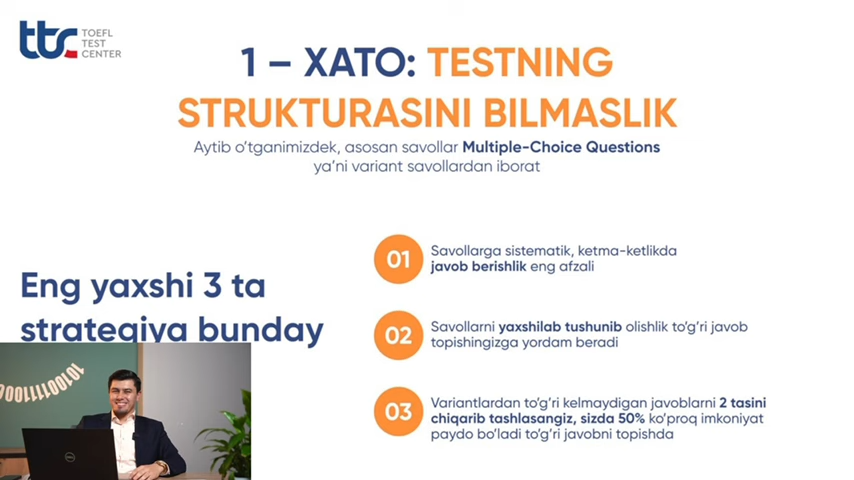 ttc TOEFL
TEST
CENTER
1 – XATO: TESTNING
STRUKTURASINI BILMASLIK
Aytib o‘tganimizdek, asosan savollar Multiple-Choice Questions
ya’ni variant savollardan iborat
Eng yaxshi 3 ta
strategiya bunday
01
Savollarga sistematik, ketma-ketlikda
javob berishlik eng afzali
02
Savollarni yaxshilab tushunib olishlik to‘g‘ri javob
topishingizga yordam beradi
03
Variantlardan to‘g‘ri kelmaydigan javoblarni 2 tasini
chiqarib tashlasangiz, sizda 50% ko‘proq imkoniyat
paydo bo‘ladi to‘g‘ri javobni topishda
DELL